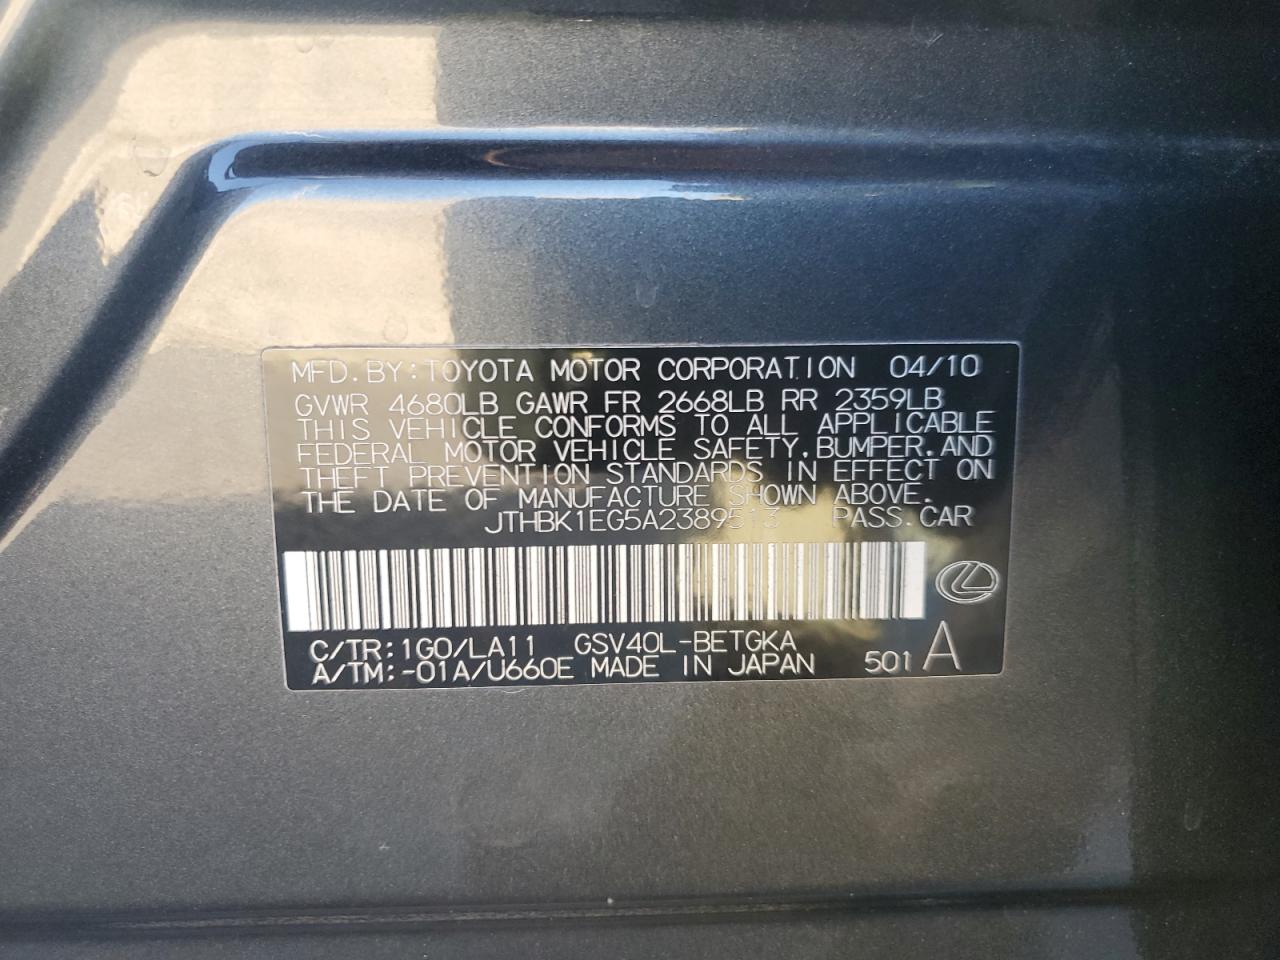 MFD.BY:TOYOTA MOTOR CORPORATION 04/10
GVWR 4680LB GAWR FR 2668LB RR 2359LB
THIS VEHICLE CONFORMS TO ALL APPLICABLE
FEDERAL MOTOR VEHICLE SAFETY,BUMPER,AND
THEFT PREVENTION STANDARDS IN EFFECT ON
THE DATE OF MANUFACTURE SHOWN ABOVE.
JTHBK1EG5A2389513 PASS.CAR
C/TR:1G0/LA11 GSV40L-BETGKA
A/TM:-01A/U660E MADE IN JAPAN 501 A